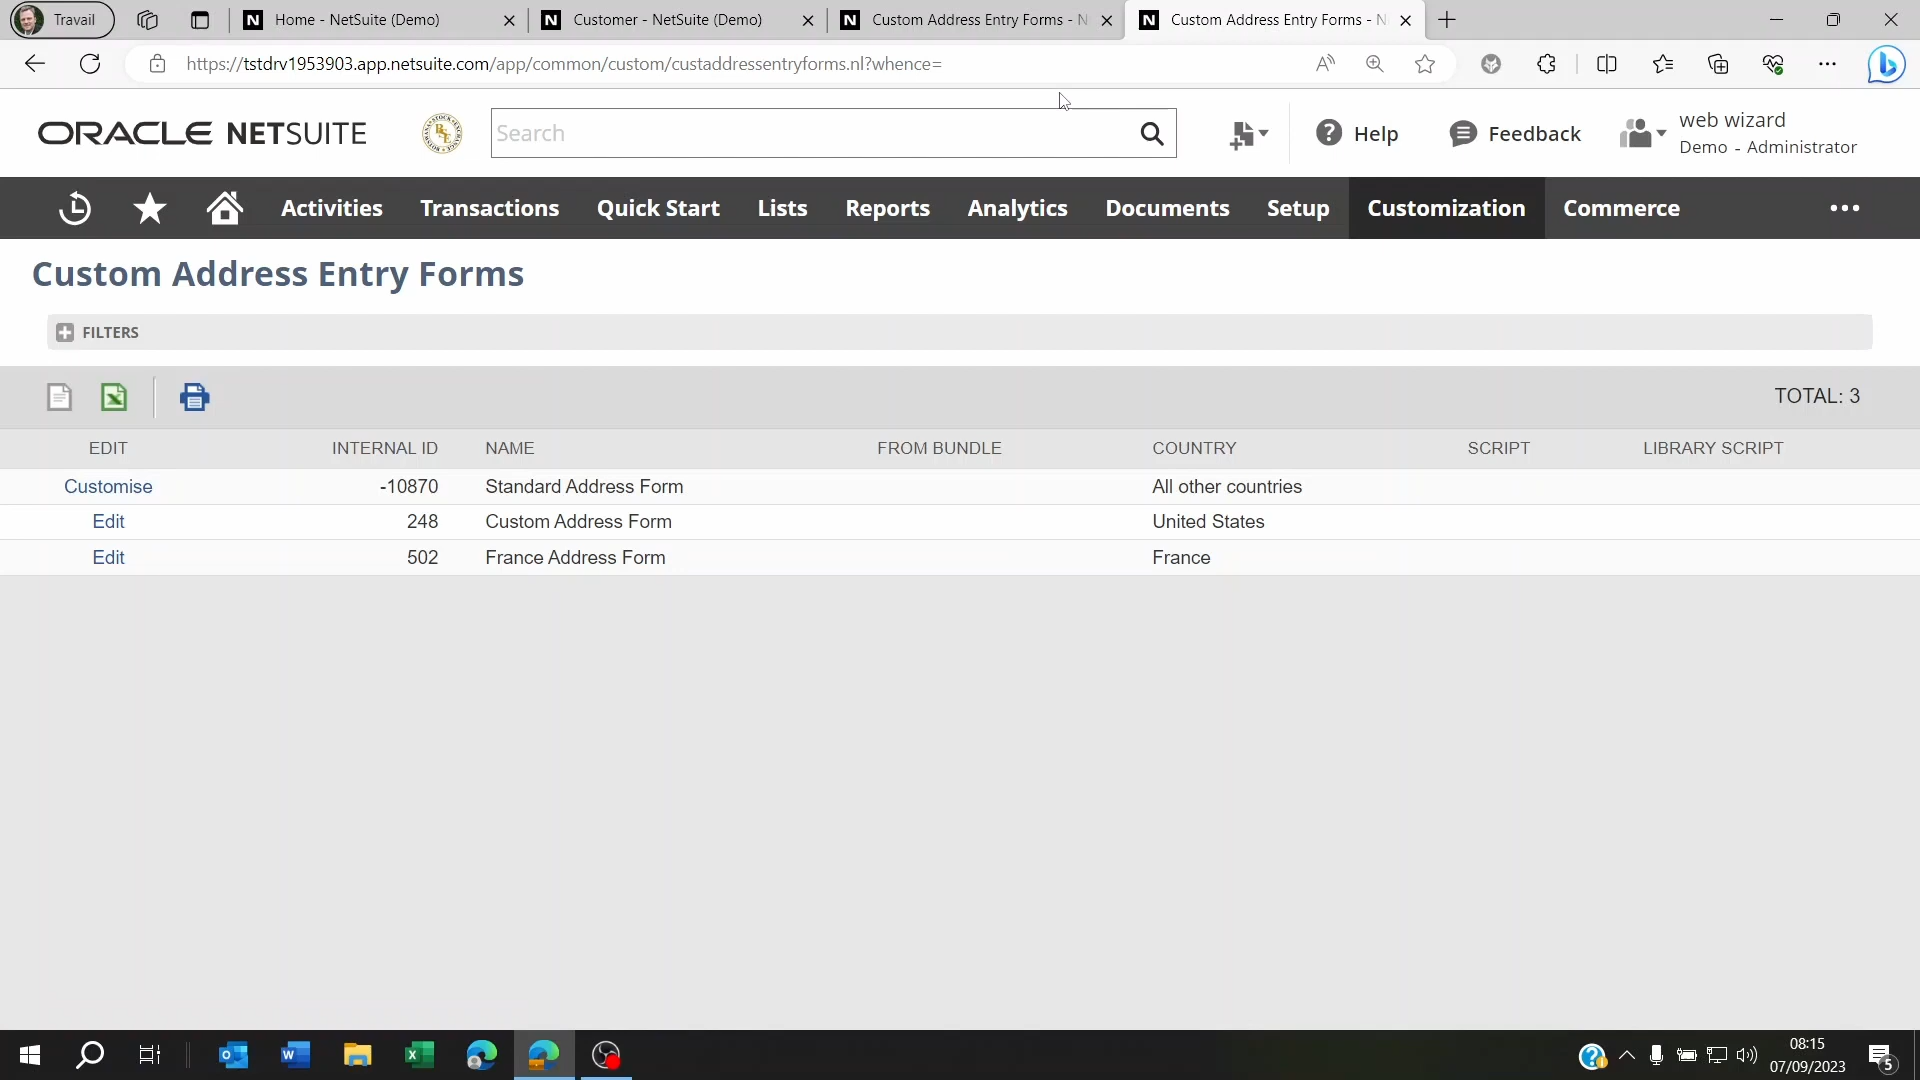 Travail
Home - NetSuite (Demo)
Customer - NetSuite (Demo)
Custom Address Entry Forms - N
Custom Address Entry Forms - N
https://tstdrv1953903.app.netsuite.com/app/common/custom/custaddressentryforms.nl?whence=
ORACLE NETSUITE
Search
Help
Feedback
web wizard
Demo - Administrator
Activities
Transactions
Quick Start
Lists
Reports
Analytics
Documents
Setup
Customization
Commerce
Custom Address Entry Forms
FILTERS
TOTAL: 3
EDIT INTERNAL ID NAME FROM BUNDLE COUNTRY SCRIPT LIBRARY SCRIPT
Customise -10870 Standard Address Form All other countries
Edit 248 Custom Address Form United States
Edit 502 France Address Form France
08:15
07/09/2023
5